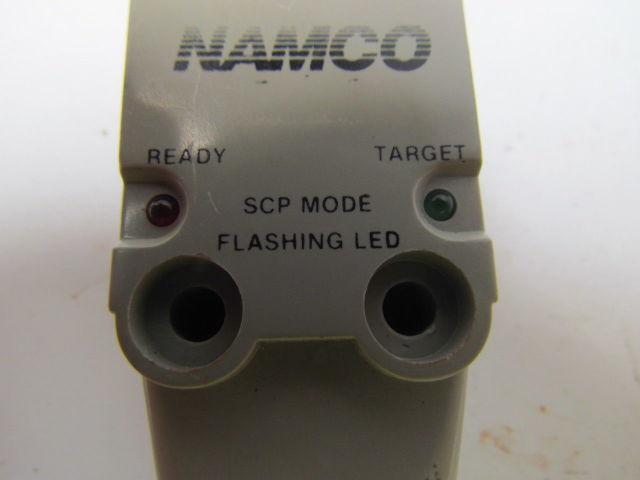 NAMCO
READY TARGET
SCP MODE
FLASHING LED